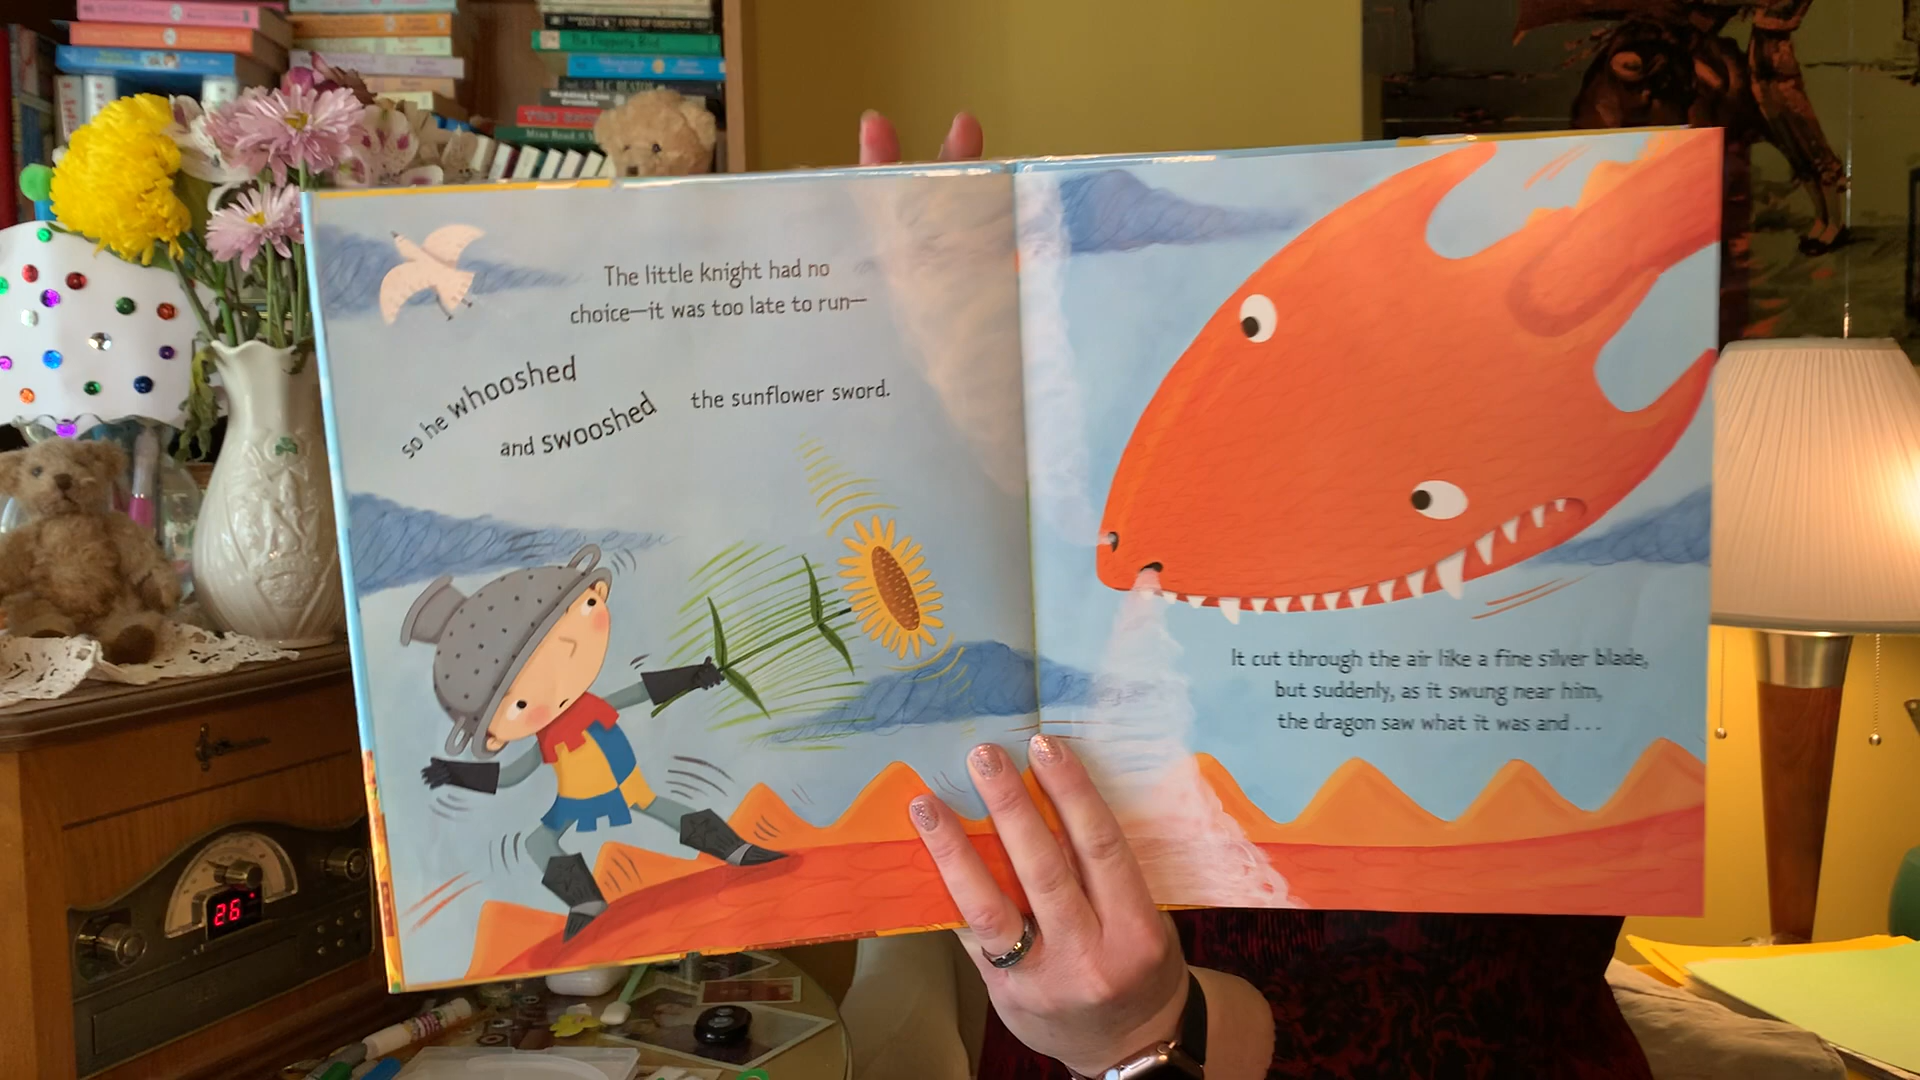 The little knight had no
choice—it was too late to run—
so he whooshed
and swooshed the sunflower sword.
It cut through the air like a fine silver blade,
but suddenly, as it swung near him,
the dragon saw what it was and . . .
26